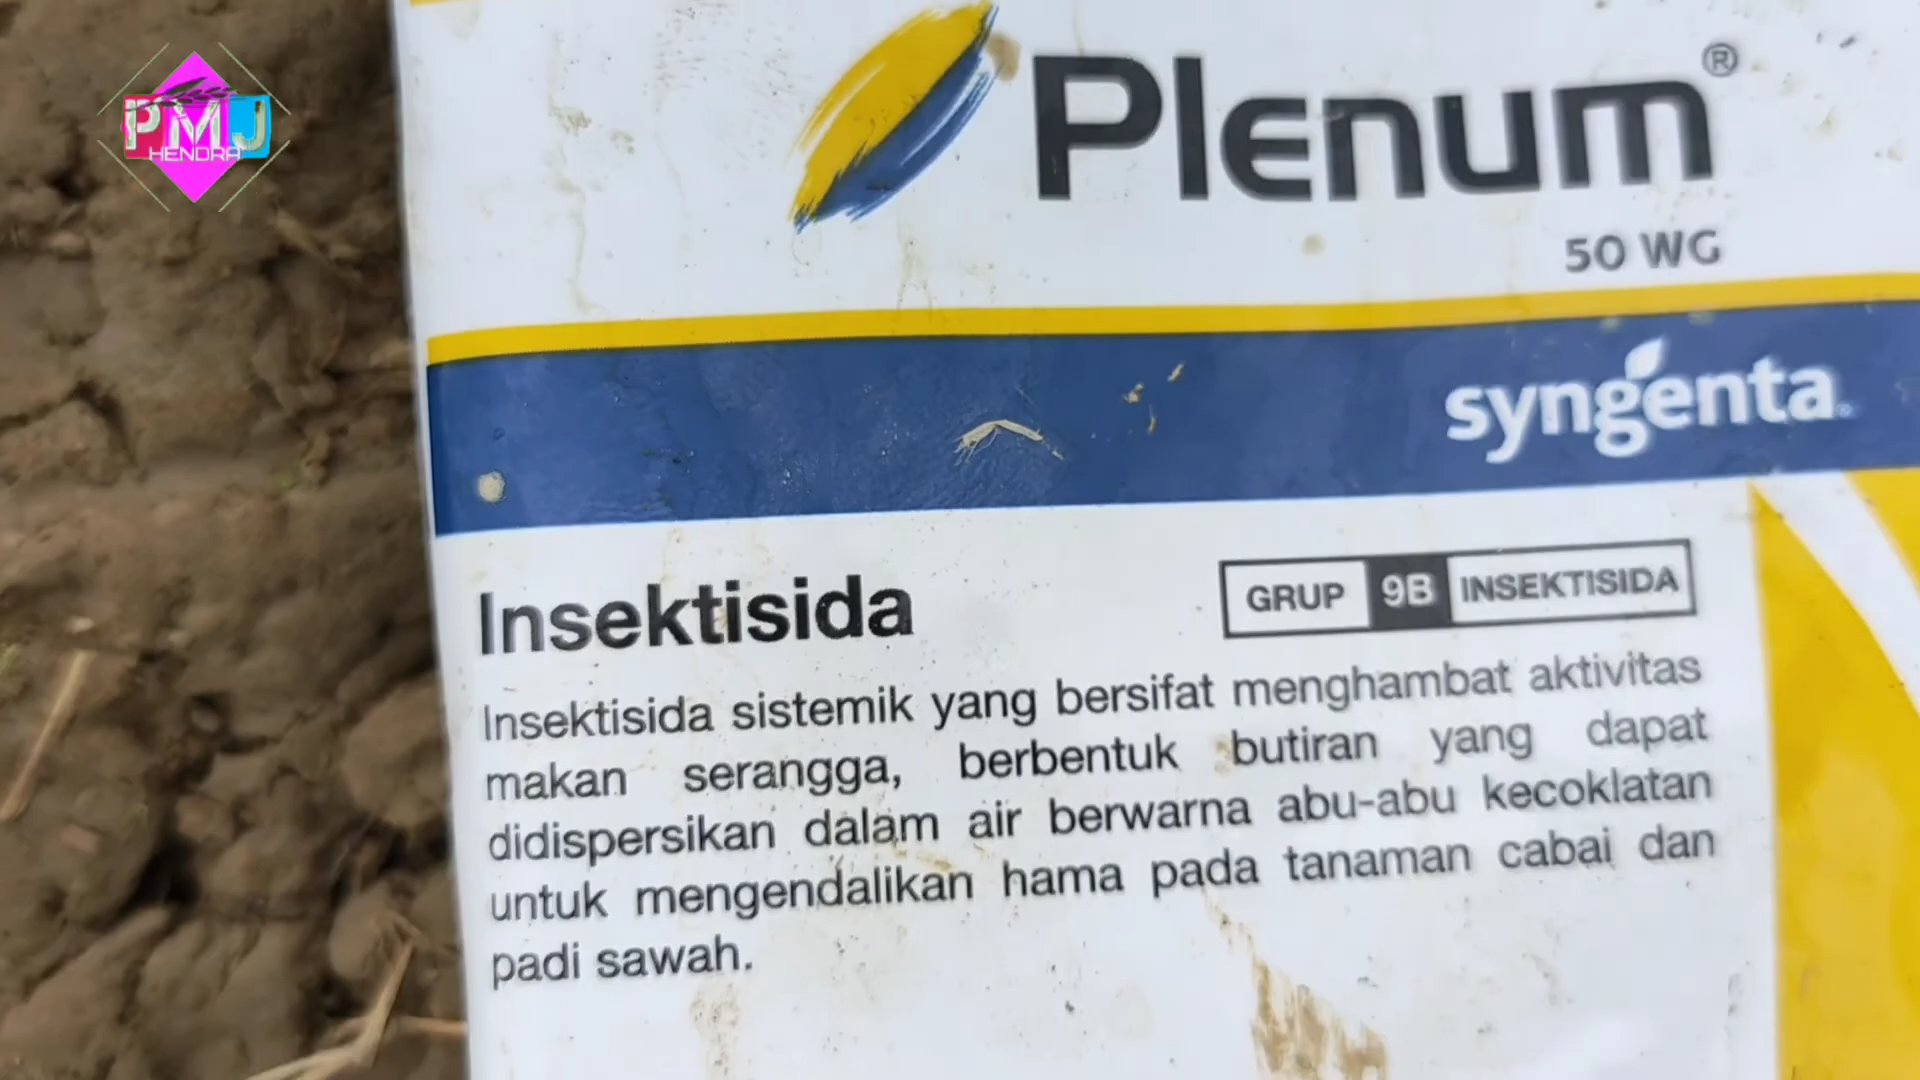 PMJ
HENDRA
Plenum®
50 WG
syngenta
Insektisida
GRUP 9B INSEKTISIDA
Insektisida sistemik yang bersifat menghambat aktivitas
makan serangga, berbentuk butiran yang dapat
didispersikan dalam air berwarna abu-abu kecoklatan
untuk mengendalikan hama pada tanaman cabai dan
padi sawah.